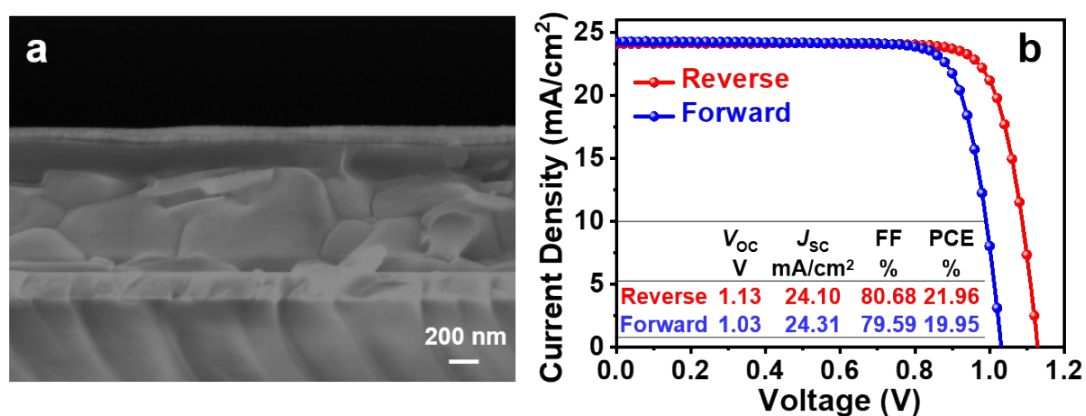 a
200 nm
b
Current Density (mA/cm²)
25
20
15
10
5
0
Reverse
Forward
VOC JSC FF PCE
V mA/cm² % %
Reverse 1.13 24.10 80.68 21.96
Forward 1.03 24.31 79.59 19.95
0.0 0.2 0.4 0.6 0.8 1.0 1.2
Voltage (V)